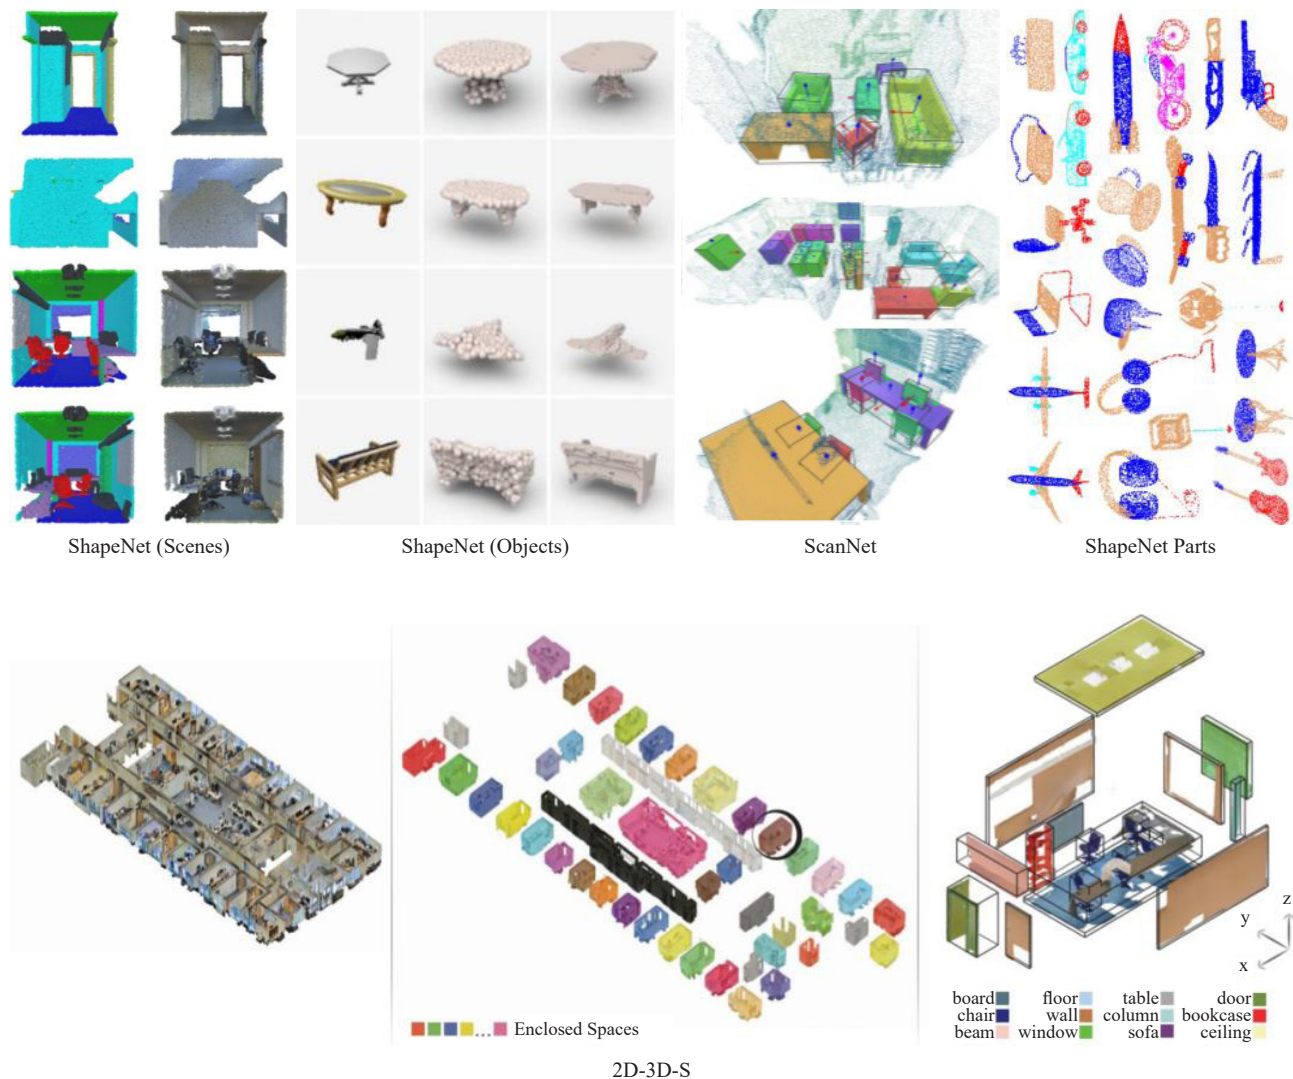 ShapeNet (Scenes)
ShapeNet (Objects)
ScanNet
ShapeNet Parts
z
y
x
board floor table door
chair wall column bookcase
beam window sofa ceiling
.... Enclosed Spaces
2D-3D-S